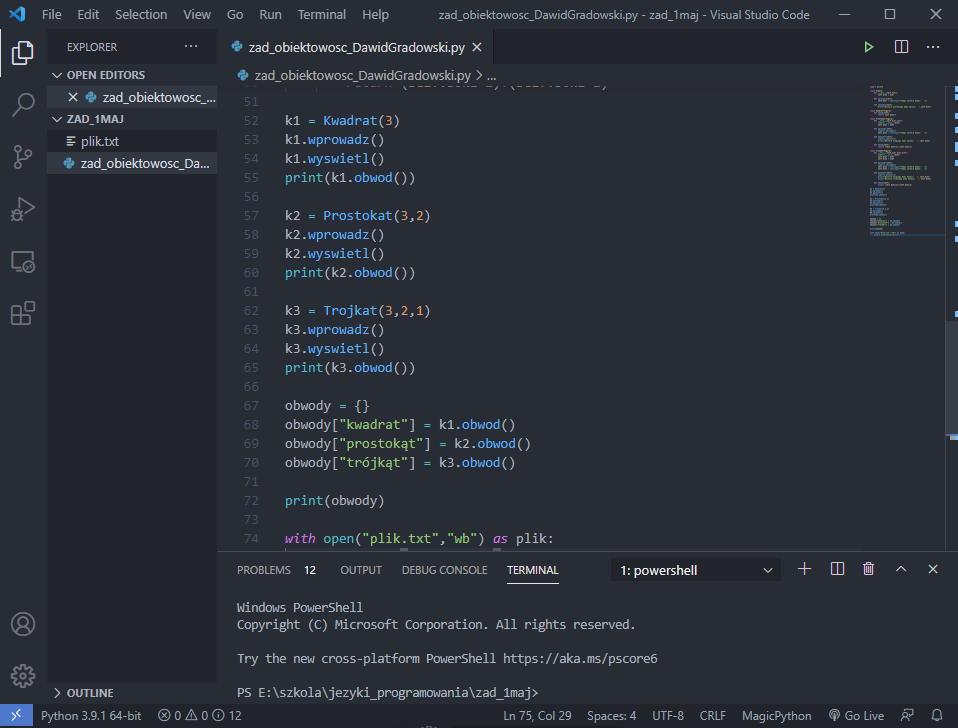 File Edit Selection View Go Run Terminal Help zad_obiektowosc_DawidGradowski.py - zad_1maj - Visual Studio Code
EXPLORER
OPEN EDITORS
zad_obiektowosc_...
ZAD_1MAJ
plik.txt
zad_obiektowosc_Da...
OUTLINE
zad_obiektowosc_DawidGradowski.py
zad_obiektowosc_DawidGradowski.py > ...
51
52 k1 = Kwadrat(3)
53 k1.wprowadz()
54 k1.wyswietl()
55 print(k1.obwod())
56
57 k2 = Prostokat(3,2)
58 k2.wprowadz()
59 k2.wyswietl()
60 print(k2.obwod())
61
62 k3 = Trojkat(3,2,1)
63 k3.wprowadz()
64 k3.wyswietl()
65 print(k3.obwod())
66
67 obwody = {}
68 obwody["kwadrat"] = k1.obwod()
69 obwody["prostokąt"] = k2.obwod()
70 obwody["trójkąt"] = k3.obwod()
71
72 print(obwody)
73
74 with open("plik.txt","wb") as plik:
PROBLEMS 12 OUTPUT DEBUG CONSOLE TERMINAL 1: powershell
Windows PowerShell
Copyright (C) Microsoft Corporation. All rights reserved.
Try the new cross-platform PowerShell https://aka.ms/pscore6
PS E:\szkola\jezyki_programowania\zad_1maj>
Python 3.9.1 64-bit 0 0 12 Ln 75, Col 29 Spaces: 4 UTF-8 CRLF MagicPython Go Live